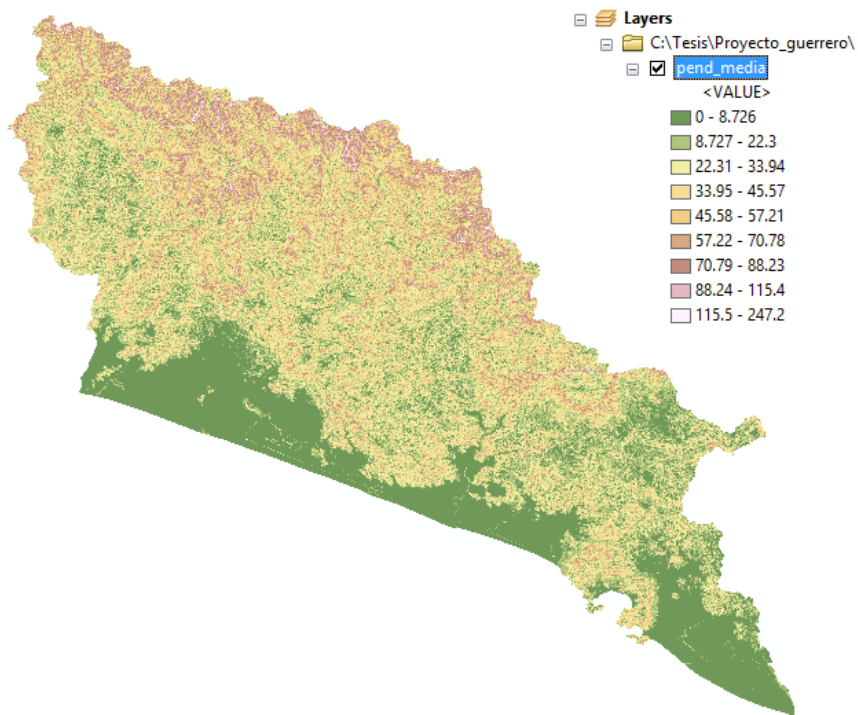 Layers
C:\Tesis\Proyecto_guerrero\
pend_media
<VALUE>
0 - 8.726
8.727 - 22.3
22.31 - 33.94
33.95 - 45.57
45.58 - 57.21
57.22 - 70.78
70.79 - 88.23
88.24 - 115.4
115.5 - 247.2